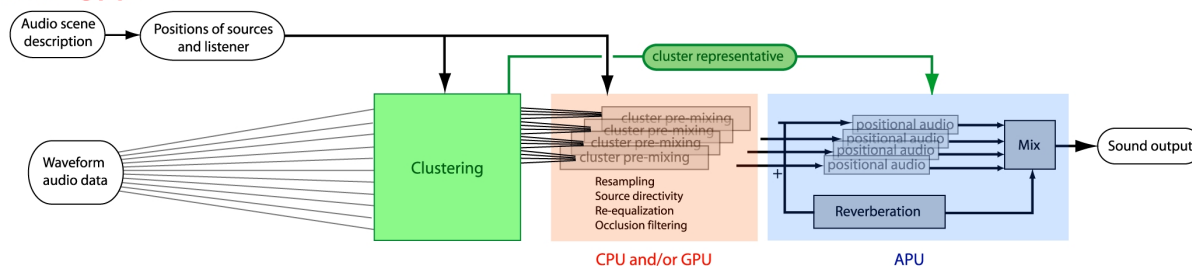 Audio scene
description
Positions of sources
and listener
cluster representative
Waveform
audio data
Clustering
cluster pre-mixing
cluster pre-mixing
cluster pre-mixing
cluster pre-mixing
Resampling
Source directivity
Re-equalization
Occlusion filtering
CPU and/or GPU
positional audio
positional audio
positional audio
positional audio
+
Reverberation
Mix
APU
Sound output